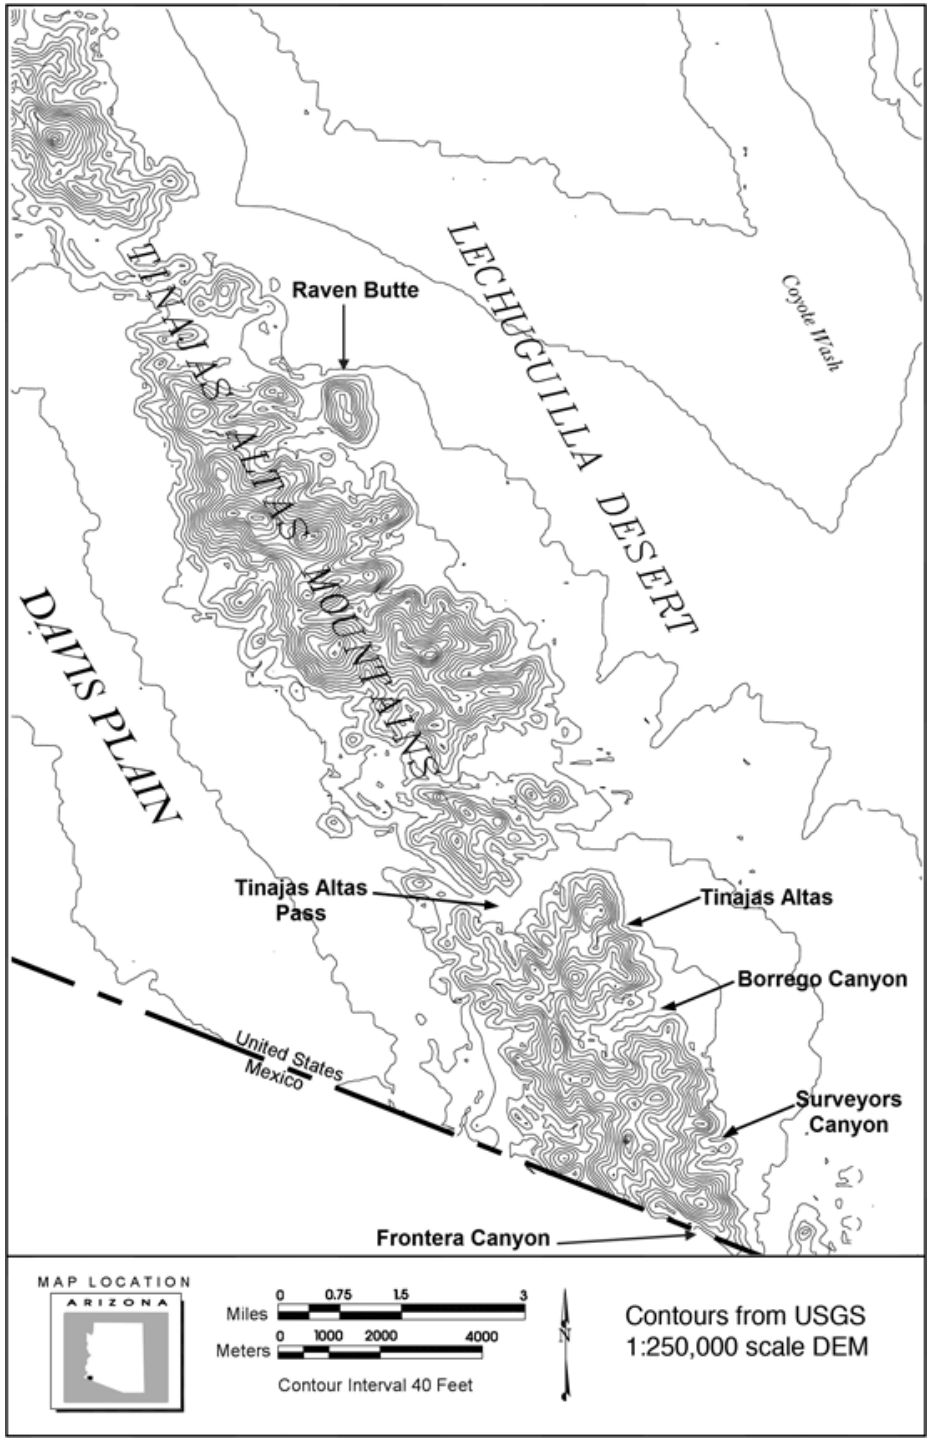 Raven Butte
TINAJAS ALTAS MOUNTAINS
LECHUGUILLA DESERT
Coyote Wash
DAVIS PLAIN
Tinajas Altas
Pass
Tinajas Altas
Borrego Canyon
United States
Mexico
Surveyors
Canyon
Frontera Canyon
MAP LOCATION
ARIZONA
0 0.75 1.5 3
Miles
0 1000 2000 4000
Meters
Contour Interval 40 Feet
N
Contours from USGS
1:250,000 scale DEM